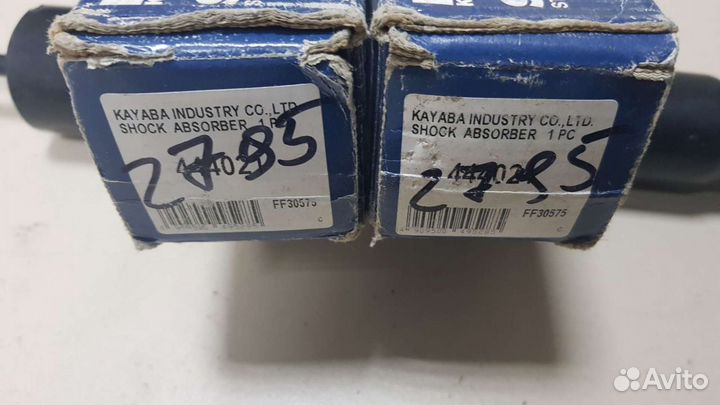 KAYABA INDUSTRY CO.,LTD.
SHOCK ABSORBER 1 PC
2785
FF30575
C
KAYABA INDUSTRY CO.,LTD.
SHOCK ABSORBER 1 PC
2785
FF30575
C
Avito